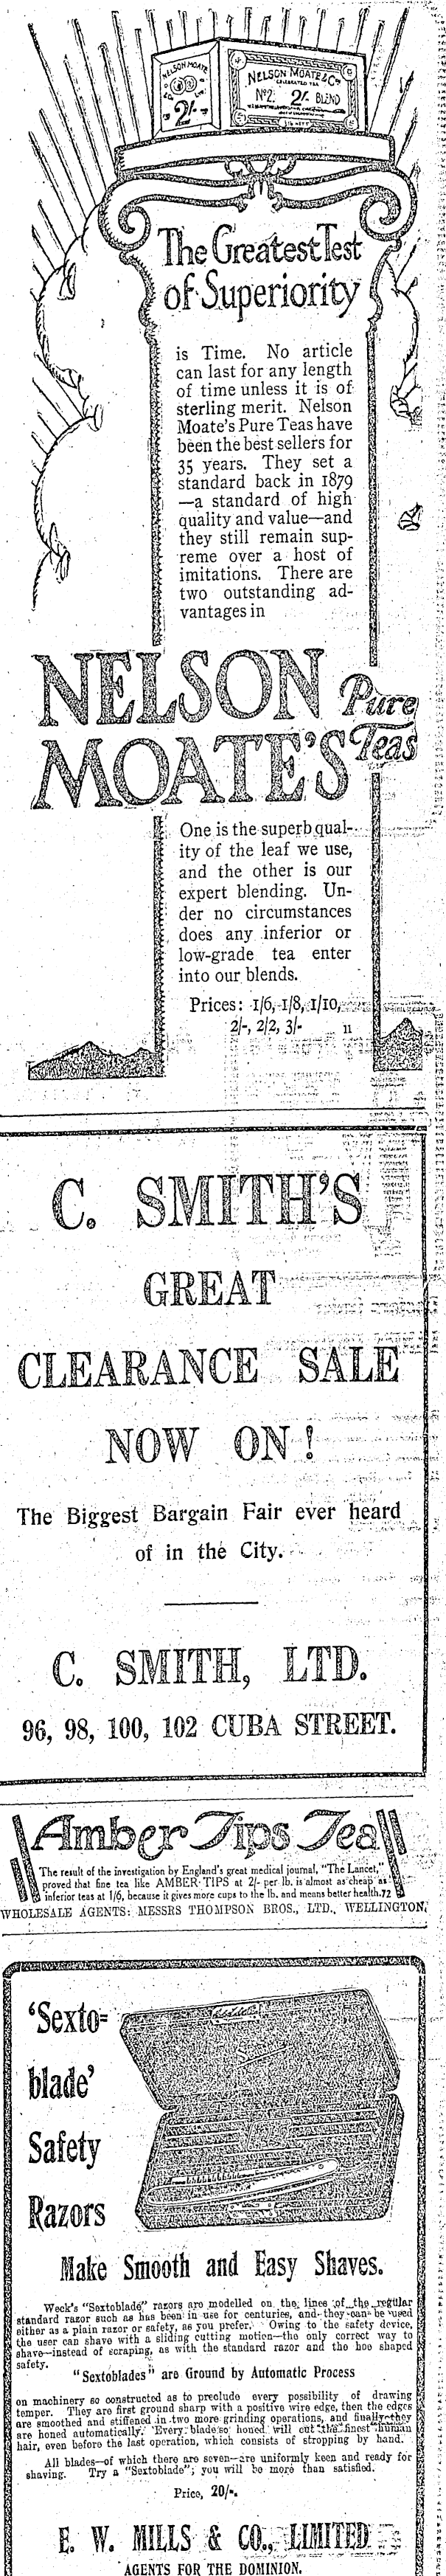 NELSON MOATE
2/-
NELSON MOATE & Co
CELEBRATED TEA
No 2. 2/- BLEND
The Greatest Test
of Superiority
is Time. No article
can last for any length
of time unless it is of
sterling merit. Nelson
Moate's Pure Teas have
been the best sellers for
35 years. They set a
standard back in 1879
—a standard of high
quality and value—and
they still remain sup-
reme over a host of
imitations. There are
two outstanding ad-
vantages in
NELSON Pure
MOATE'S Teas
One is the superb qual-
ity of the leaf we use,
and the other is our
expert blending. Un-
der no circumstances
does any inferior or
low-grade tea enter
into our blends.
Prices: 1/6, 1/8, 1/10,
2/-, 2/2, 3/- 11
C. SMITH'S
GREAT
CLEARANCE SALE
NOW ON!
The Biggest Bargain Fair ever heard
of in the City.
C. SMITH, LTD.
96, 98, 100, 102 CUBA STREET.
Amber Tips Tea
The result of the investigation by England's great medical journal, "The Lancet,"
proved that fine tea like AMBER TIPS at 2/- per lb. is almost as cheap as
inferior teas at 1/6, because it gives more cups to the lb. and means better health. 72
WHOLESALE AGENTS: MESSRS THOMPSON BROS., LTD., WELLINGTON.
'Sexto-
blade'
Safety
Razors
Make Smooth and Easy Shaves.
Weck's "Sextoblade" razors are modelled on the lines of the regular
standard razor such as has been in use for centuries, and they can be used
either as a plain razor or safety, as you prefer. Owing to the safety device,
the user can shave with a sliding cutting motion—the only correct way to
shave—instead of scraping, as with the standard razor and the hoe shaped
safety.
"Sextoblades" are Ground by Automatic Process
on machinery so constructed as to preclude every possibility of drawing
temper. They are first ground sharp with a positive wire edge, then the edges
are smoothed and stiffened in two more grinding operations, and finally they
are honed automatically. Every blade so honed will cut the finest human
hair, even before the last operation, which consists of stropping by hand.
All blades—of which there are seven—are uniformly keen and ready for
shaving. Try a "Sextoblade"; you will be more than satisfied.
Price, 20/-.
E. W. MILLS & CO., LIMITED
AGENTS FOR THE DOMINION.